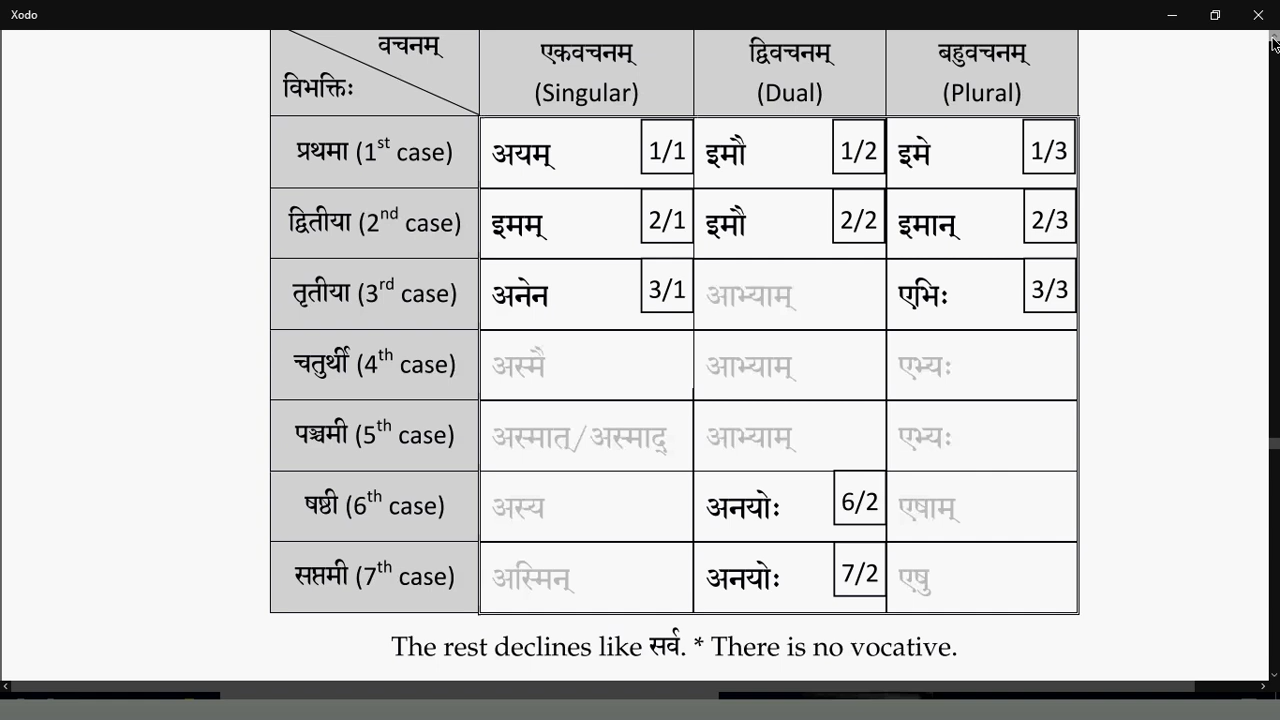 Xodo
वचनम् एकवचनम् द्विवचनम् बहुवचनम्
विभक्तिः (Singular) (Dual) (Plural)
प्रथमा (1st case) अयम् 1/1 इमौ 1/2 इमे 1/3
द्वितीया (2nd case) इमम् 2/1 इमौ 2/2 इमान् 2/3
तृतीया (3rd case) अनेन 3/1 आभ्याम् एभिः 3/3
चतुर्थी (4th case) अस्मै आभ्याम् एभ्यः
पञ्चमी (5th case) अस्मात्/अस्माद् आभ्याम् एभ्यः
षष्ठी (6th case) अस्य अनयोः 6/2 एषाम्
सप्तमी (7th case) अस्मिन् अनयोः 7/2 एषु
The rest declines like सर्व. * There is no vocative.